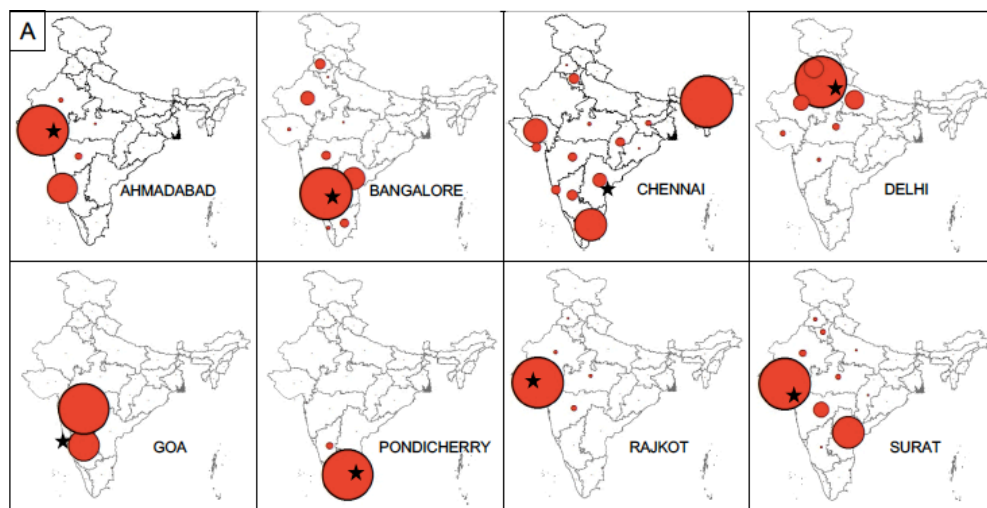 A
AHMADABAD
BANGALORE
CHENNAI
DELHI
GOA
PONDICHERRY
RAJKOT
SURAT